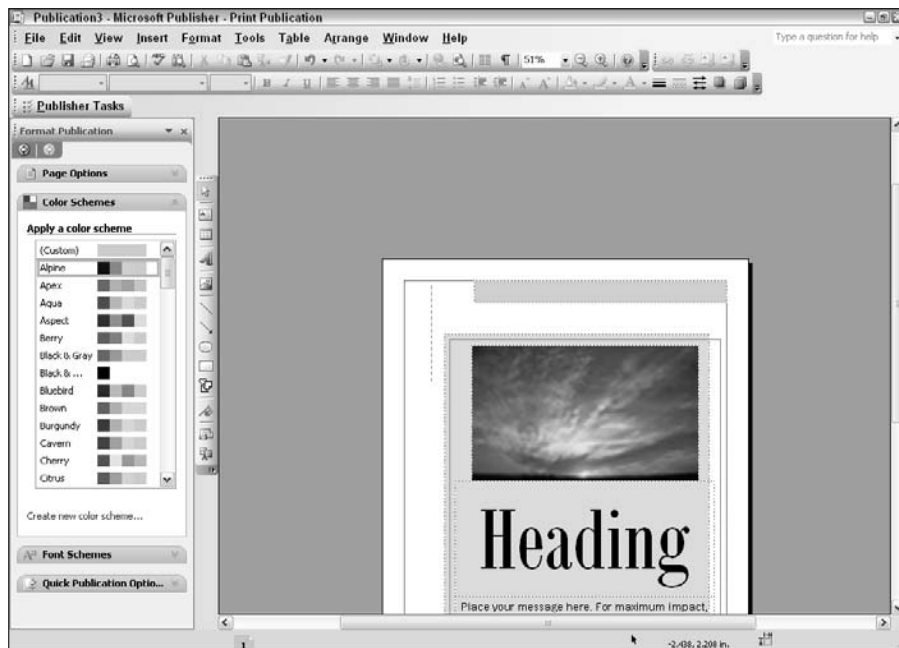 Publication3 - Microsoft Publisher - Print Publication
File Edit View Insert Format Tools Table Arrange Window Help
Type a question for help
51%
B I U
Publisher Tasks
Format Publication
Page Options
Color Schemes
Apply a color scheme
(Custom)
Alpine
Apex
Aqua
Aspect
Berry
Black & Gray
Black & ...
Bluebird
Brown
Burgundy
Cavern
Cherry
Citrus
Create new color scheme...
Font Schemes
Quick Publication Optio...
Heading
Place your message here. For maximum impact,
1
-2.438, 2.208 in.